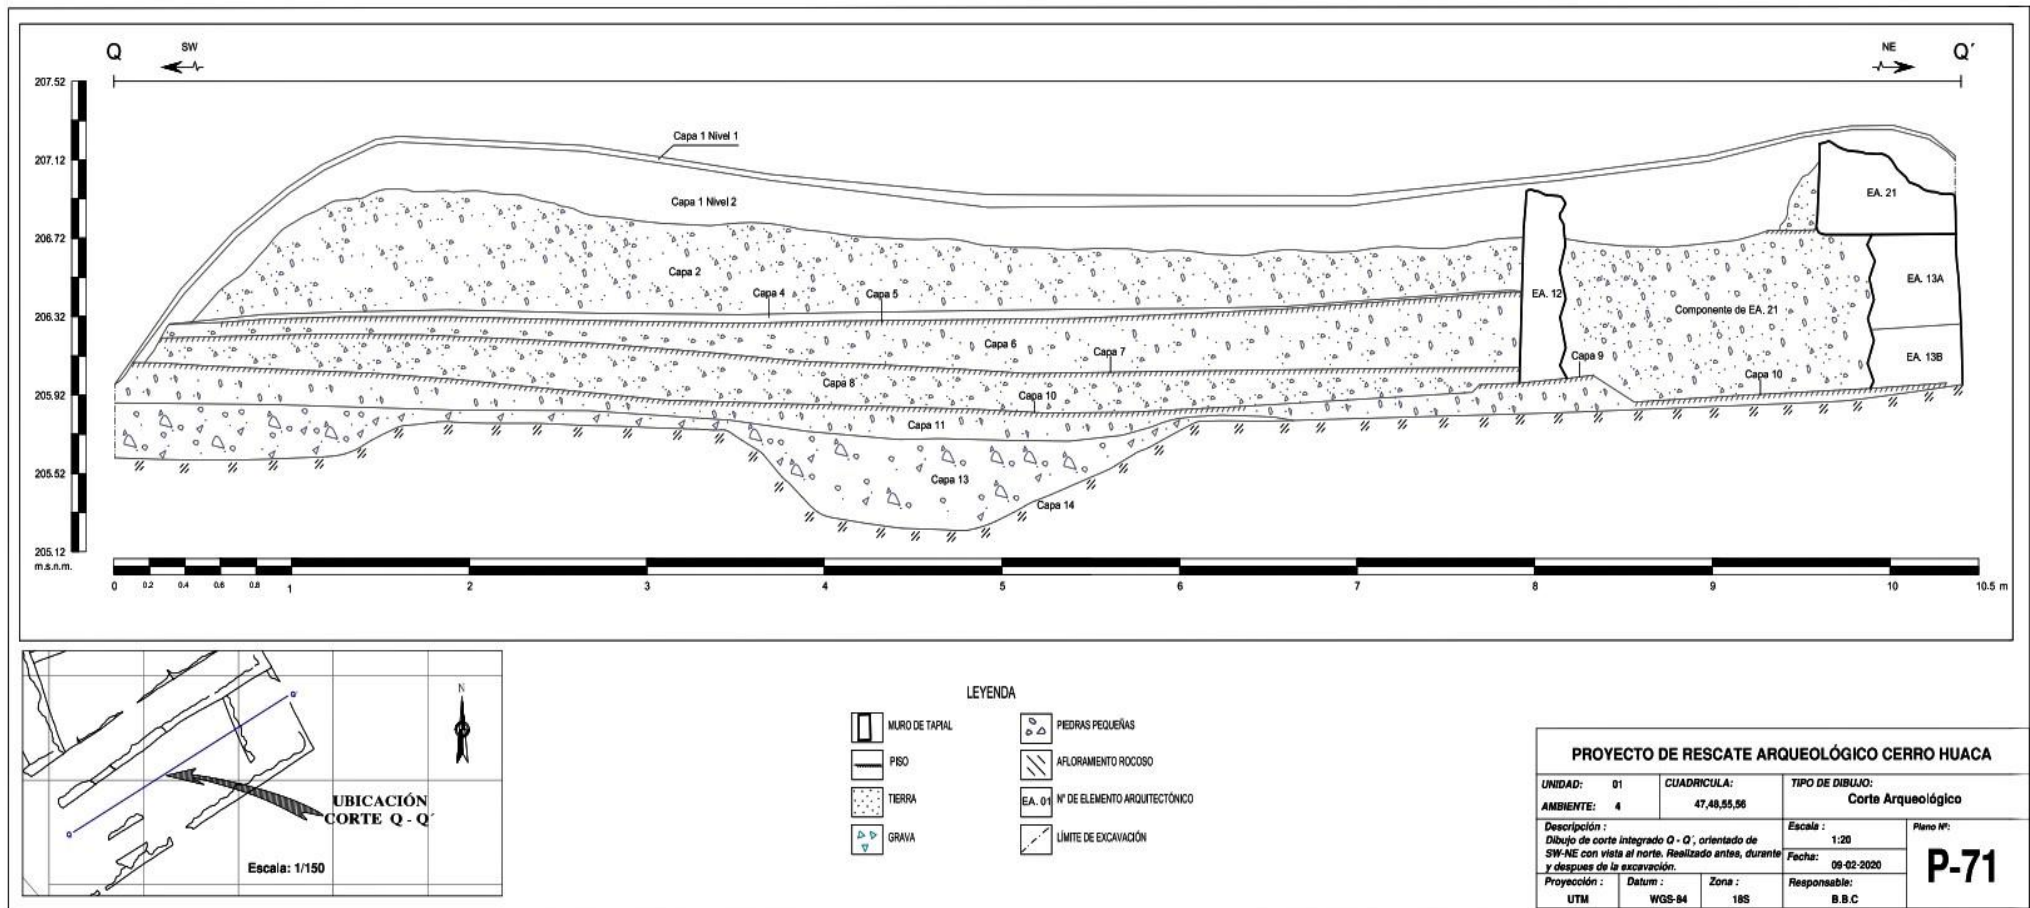 Q
SW
NE
Q´
207.52
207.12
206.72
206.32
205.92
205.52
205.12
m.s.n.m.
Capa 1 Nivel 1
Capa 1 Nivel 2
Capa 2
Capa 4
Capa 5
Capa 6
Capa 7
Capa 8
Capa 9
Capa 10
Capa 10
Capa 11
Capa 13
Capa 14
EA. 12
EA. 21
EA. 13A
Componente de EA. 21
EA. 13B
0 0.2 0.4 0.6 0.8 1 2 3 4 5 6 7 8 9 10 10.5 m
N
Q´
Q
UBICACIÓN
CORTE Q - Q´
Escala: 1/150
LEYENDA
MURO DE TAPIAL
PISO
TIERRA
GRAVA
PIEDRAS PEQUEÑAS
AFLORAMIENTO ROCOSO
EA. 01 Nº DE ELEMENTO ARQUITECTÓNICO
LÍMITE DE EXCAVACIÓN
PROYECTO DE RESCATE ARQUEOLÓGICO CERRO HUACA
UNIDAD: 01
AMBIENTE: 4
CUADRICULA:
47,48,55,56
TIPO DE DIBUJO:
Corte Arqueológico
Descripción :
Dibujo de corte integrado Q - Q´, orientado de
SW-NE con vista al norte. Realizado antes, durante
y despues de la excavación.
Escala :
1:20
Fecha:
09-02-2020
Plano Nº:
P-71
Proyección :
UTM
Datum :
WGS-84
Zona :
18S
Responsable:
B.B.C